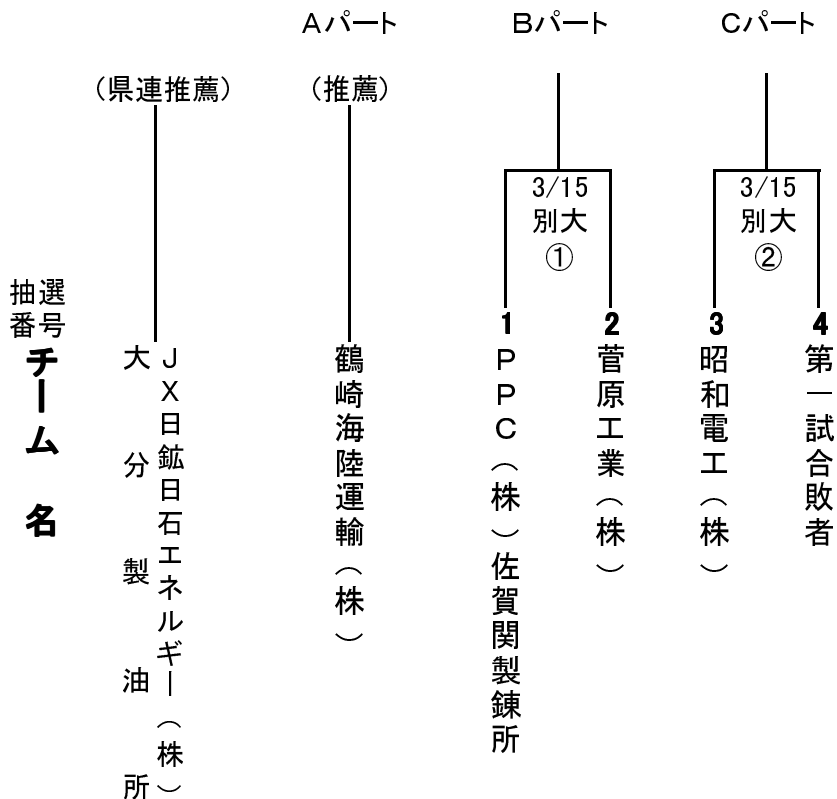 Aパート
Bパート
Cパート
(県連推薦)
(推薦)
3/15
別大
①
3/15
別大
②
抽選
番号
1
2
3
4
チーム名
JX日鉱日石エネルギー(株)
大分製油所
鶴崎海陸運輸(株)
PPC(株)佐賀関製錬所
菅原工業(株)
昭和電工(株)
第一試合敗者